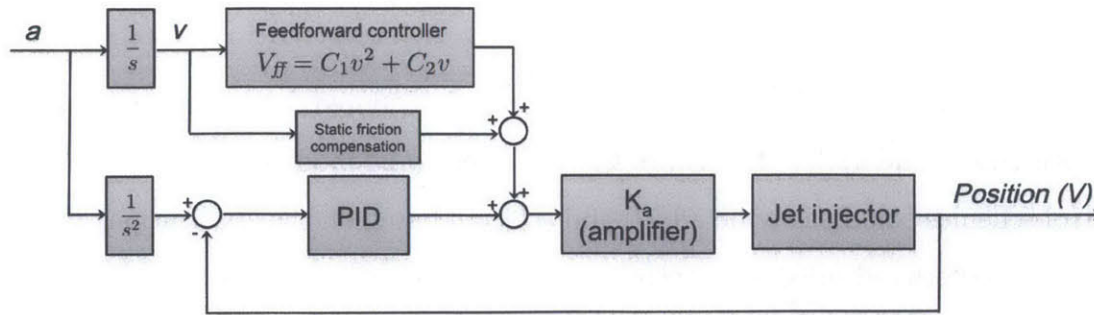 a
1/s
v
Feedforward controller
V_ff = C_1v^2 + C_2v
+
+
Static friction
compensation
+
1/s^2
+
-
PID
+
+
K_a
(amplifier)
Jet injector
Position (V)